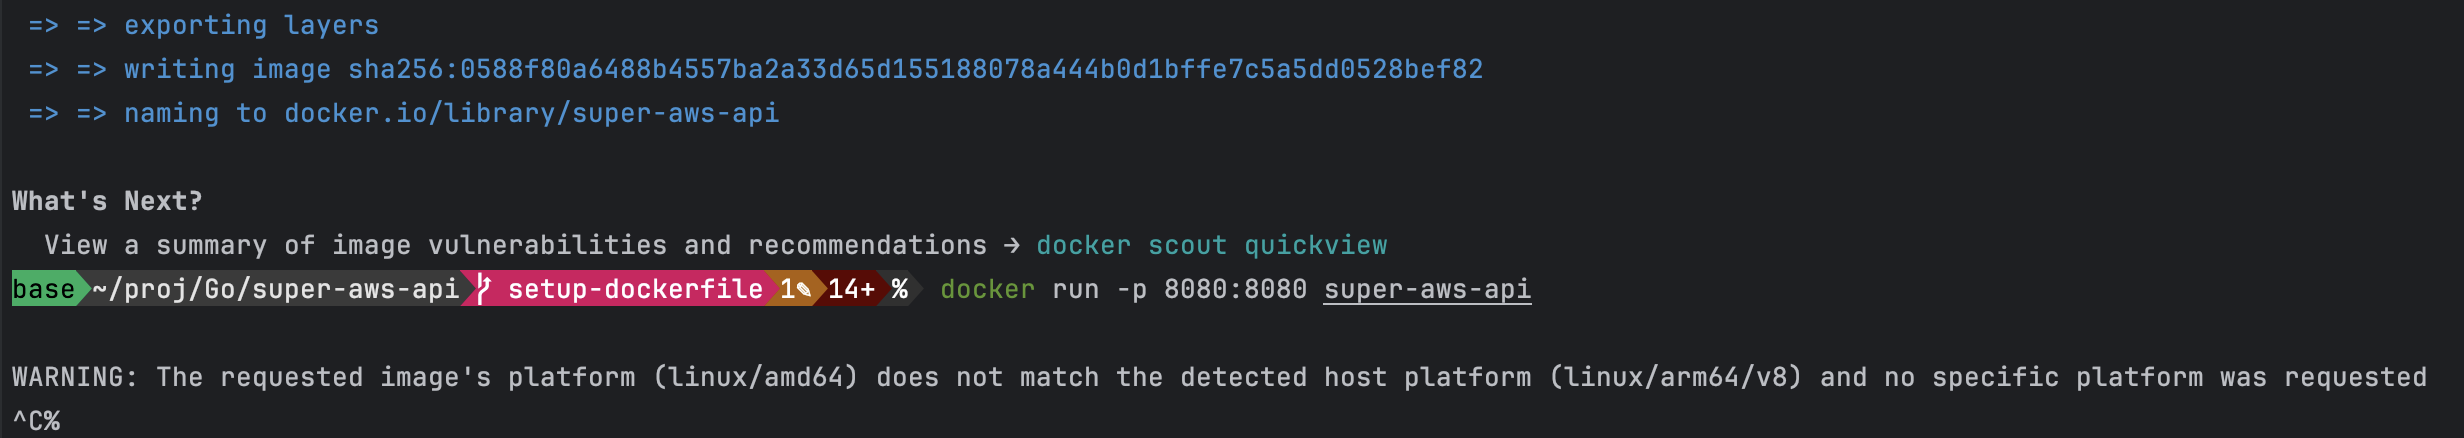 => => exporting layers
=> => writing image sha256:0588f80a6488b4557ba2a33d65d155188078a444b0d1bffe7c5a5dd0528bef82
=> => naming to docker.io/library/super-aws-api
What's Next?
View a summary of image vulnerabilities and recommendations → docker scout quickview
base ~/proj/Go/super-aws-api setup-dockerfile 1✎ 14+ % docker run -p 8080:8080 super-aws-api
WARNING: The requested image's platform (linux/amd64) does not match the detected host platform (linux/arm64/v8) and no specific platform was requested
^C%